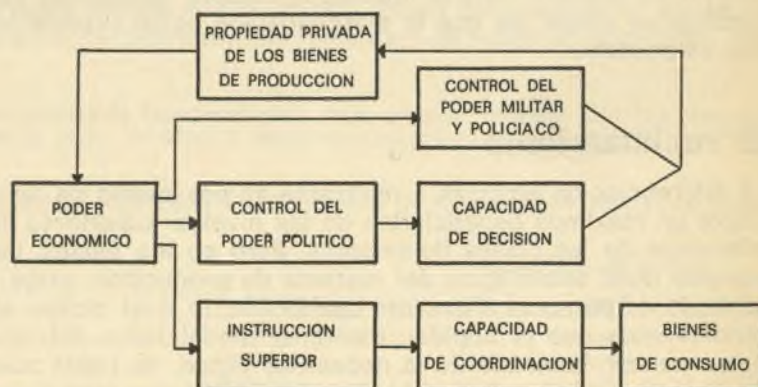 PROPIEDAD PRIVADA
DE LOS BIENES
DE PRODUCCION
CONTROL DEL
PODER MILITAR
Y POLICIACO
PODER
ECONOMICO
CONTROL DEL
PODER POLITICO
CAPACIDAD
DE DECISION
INSTRUCCION
SUPERIOR
CAPACIDAD
DE COORDINACION
BIENES
DE CONSUMO